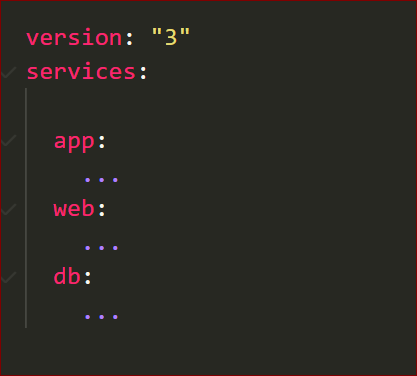 version: "3"
services:
app:
...
web:
...
db:
...